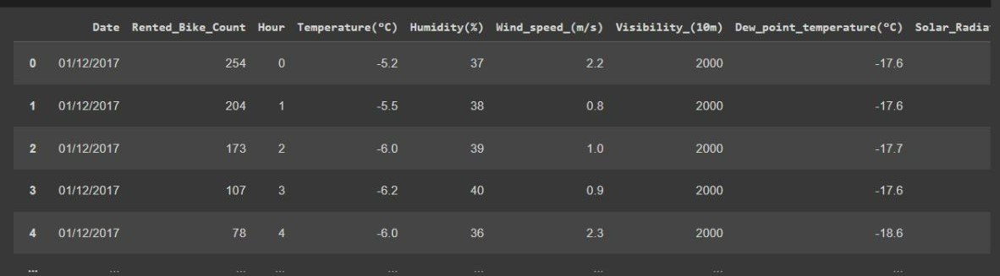 Date Rented_Bike_Count Hour Temperature(°C) Humidity(%) Wind_speed_(m/s) Visibility_(10m) Dew_point_temperature(°C) Solar_Radia
0 01/12/2017 254 0 -5.2 37 2.2 2000 -17.6
1 01/12/2017 204 1 -5.5 38 0.8 2000 -17.6
2 01/12/2017 173 2 -6.0 39 1.0 2000 -17.7
3 01/12/2017 107 3 -6.2 40 0.9 2000 -17.6
4 01/12/2017 78 4 -6.0 36 2.3 2000 -18.6
... ... ... ... ... ... ... ... ...